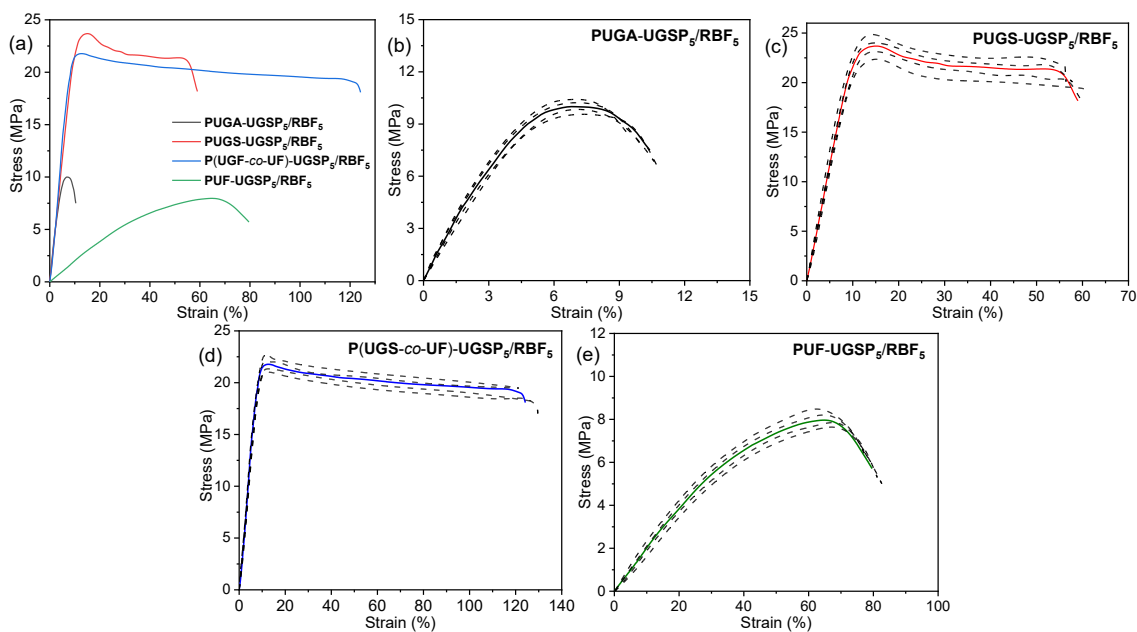 (a)
PUGA-UGSP5/RBF5
PUGS-UGSP5/RBF5
P(UGF-co-UF)-UGSP5/RBF5
PUF-UGSP5/RBF5
Stress (MPa)
25
20
15
10
5
0
0 20 40 60 80 100 120
Strain (%)
(b)
PUGA-UGSP5/RBF5
Stress (MPa)
15
12
9
6
3
0
0 3 6 9 12 15
Strain (%)
(c)
PUGS-UGSP5/RBF5
Stress (MPa)
25
20
15
10
5
0
0 10 20 30 40 50 60 70
Strain (%)
(d)
P(UGS-co-UF)-UGSP5/RBF5
Stress (MPa)
25
20
15
10
5
0
0 20 40 60 80 100 120 140
Strain (%)
(e)
PUF-UGSP5/RBF5
Stress (MPa)
12
10
8
6
4
2
0
0 20 40 60 80 100
Strain (%)